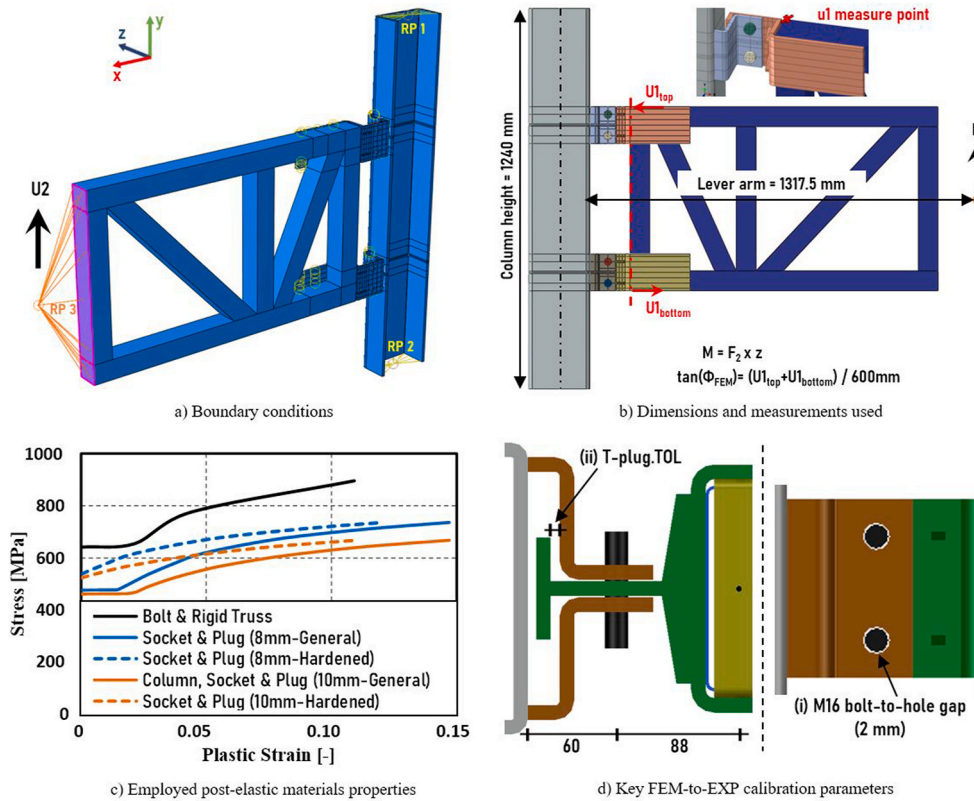 y
z
x
RP 1
U2
RP 3
RP 2
a) Boundary conditions
u1 measure point
U1top
Column height = 1240 mm
Lever arm = 1317.5 mm
U1bottom
M = F₂ x z
tan(Φ_FEM)= (U1top+U1bottom) / 600mm
b) Dimensions and measurements used
1000
800
600
400
200
0
Stress [MPa]
Bolt & Rigid Truss
Socket & Plug (8mm-General)
Socket & Plug (8mm-Hardened)
Column, Socket & Plug (10mm-General)
Socket & Plug (10mm-Hardened)
0
0.05
0.10
0.15
Plastic Strain [-]
c) Employed post-elastic materials properties
(ii) T-plug.TOL
60
88
(i) M16 bolt-to-hole gap
(2 mm)
d) Key FEM-to-EXP calibration parameters